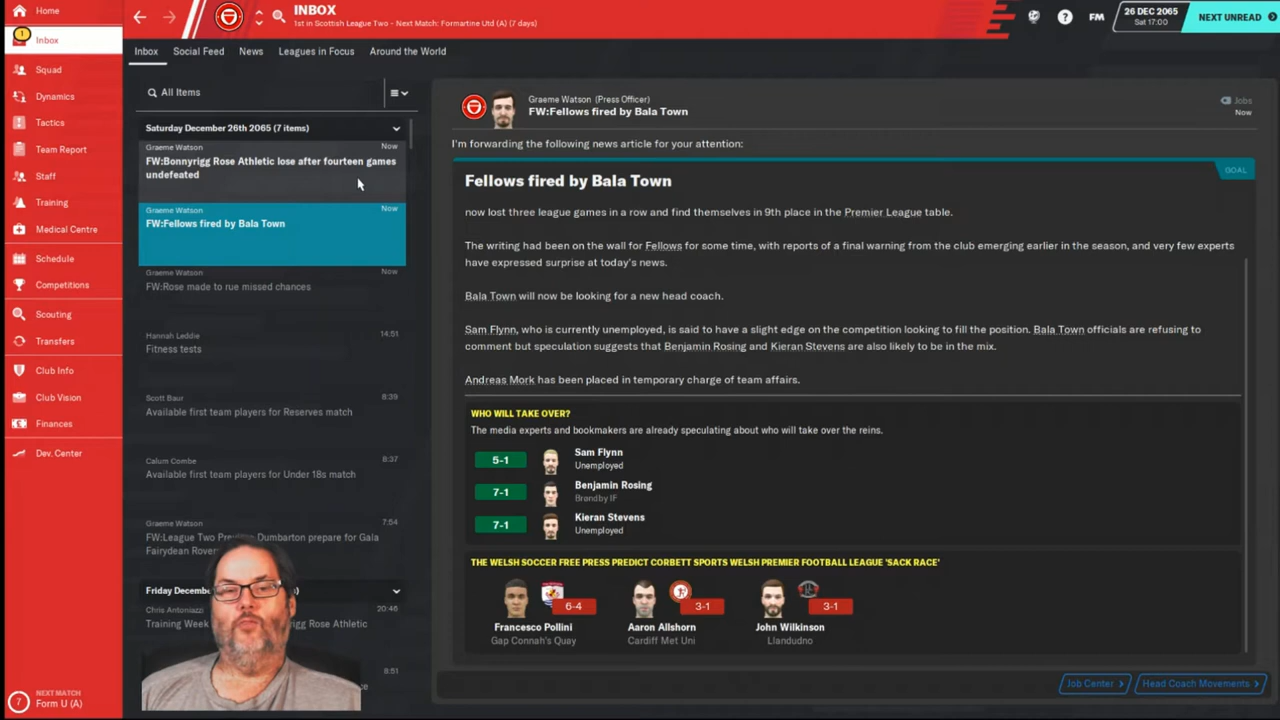 Home
INBOX
1st in Scottish League Two - Next Match: Formartine Utd (A) (7 days)
FM
26 DEC 2065
Sat 17:00
NEXT UNREAD
1
Inbox
Squad
Dynamics
Tactics
Team Report
Staff
Training
Medical Centre
Schedule
Competitions
Scouting
Transfers
Club Info
Club Vision
Finances
Dev. Center
7
NEXT MATCH
Form U (A)
Inbox
Social Feed
News
Leagues in Focus
Around the World
All Items
Saturday December 26th 2065 (7 items)
Graeme Watson
Now
FW:Bonnyrigg Rose Athletic lose after fourteen games
undefeated
Graeme Watson
Now
FW:Fellows fired by Bala Town
Graeme Watson
Now
FW:Rose made to rue missed chances
Hannah Leddie
14:51
Fitness tests
Scott Baur
8:39
Available first team players for Reserves match
Calum Combe
8:37
Available first team players for Under 18s match
Graeme Watson
7:54
FW:League Two Pre Dumbarton prepare for Gala
Fairydean Rover
Friday Decembe s)
Chris Antoniazzi
20:46
Training Week rigg Rose Athletic
8:51
ce
Graeme Watson (Press Officer)
FW:Fellows fired by Bala Town
Jobs
Now
I'm forwarding the following news article for your attention:
GOAL
Fellows fired by Bala Town
now lost three league games in a row and find themselves in 9th place in the Premier League table.
The writing had been on the wall for Fellows for some time, with reports of a final warning from the club emerging earlier in the season, and very few experts
have expressed surprise at today's news.
Bala Town will now be looking for a new head coach.
Sam Flynn, who is currently unemployed, is said to have a slight edge on the competition looking to fill the position. Bala Town officials are refusing to
comment but speculation suggests that Benjamin Rosing and Kieran Stevens are also likely to be in the mix.
Andreas Mork has been placed in temporary charge of team affairs.
WHO WILL TAKE OVER?
The media experts and bookmakers are already speculating about who will take over the reins.
5-1
Sam Flynn
Unemployed
7-1
Benjamin Rosing
Brøndby IF
7-1
Kieran Stevens
Unemployed
THE WELSH SOCCER FREE PRESS PREDICT CORBETT SPORTS WELSH PREMIER FOOTBALL LEAGUE 'SACK RACE'
6-4
3-1
3-1
Francesco Pollini
Aaron Allshorn
John Wilkinson
Gap Connah's Quay
Cardiff Met Uni
Llandudno
Job Center
Head Coach Movements